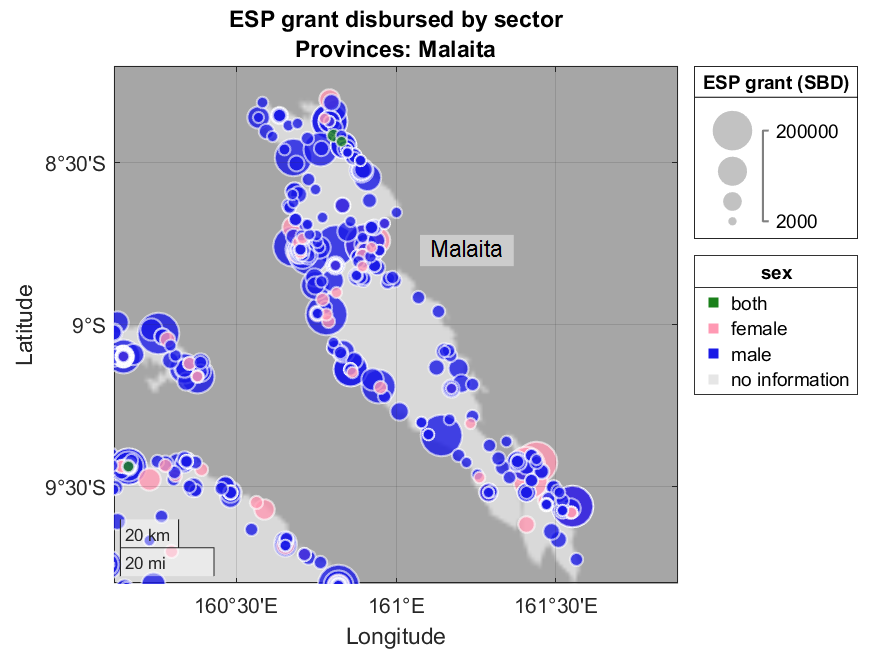 ESP grant disbursed by sector
Provinces: Malaita
ESP grant (SBD)
200000
2000
sex
both
female
male
no information
Malaita
8°30'S
9°S
9°30'S
Latitude
20 km
20 mi
160°30'E
161°E
161°30'E
Longitude